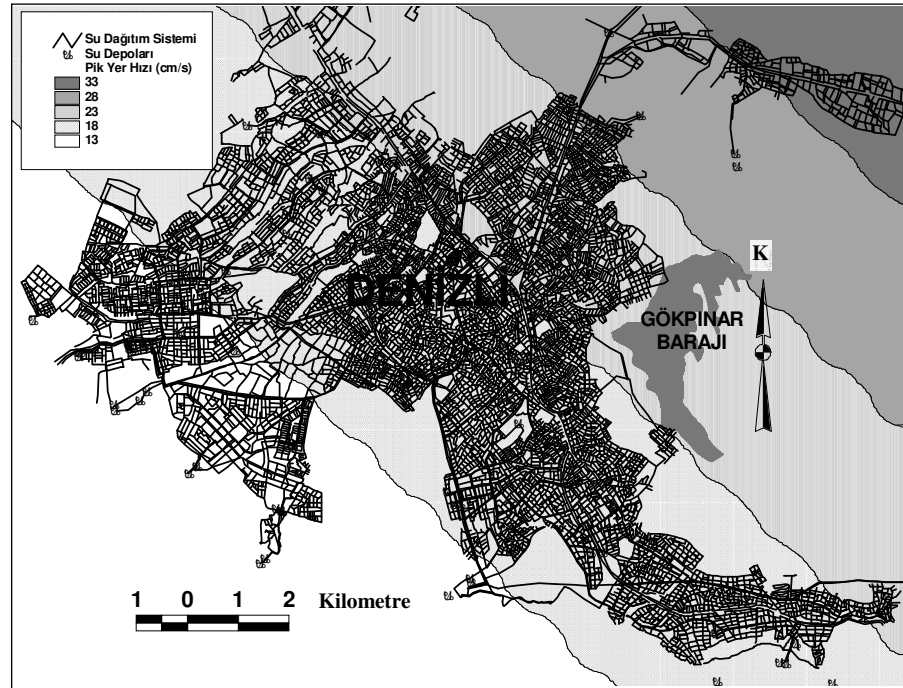 Su Dağıtım Sistemi
Su Depoları
Pik Yer Hızı (cm/s)
33
28
23
18
13
K
DENİZLİ
GÖKPINAR
BARAJI
1 0 1 2 Kilometre